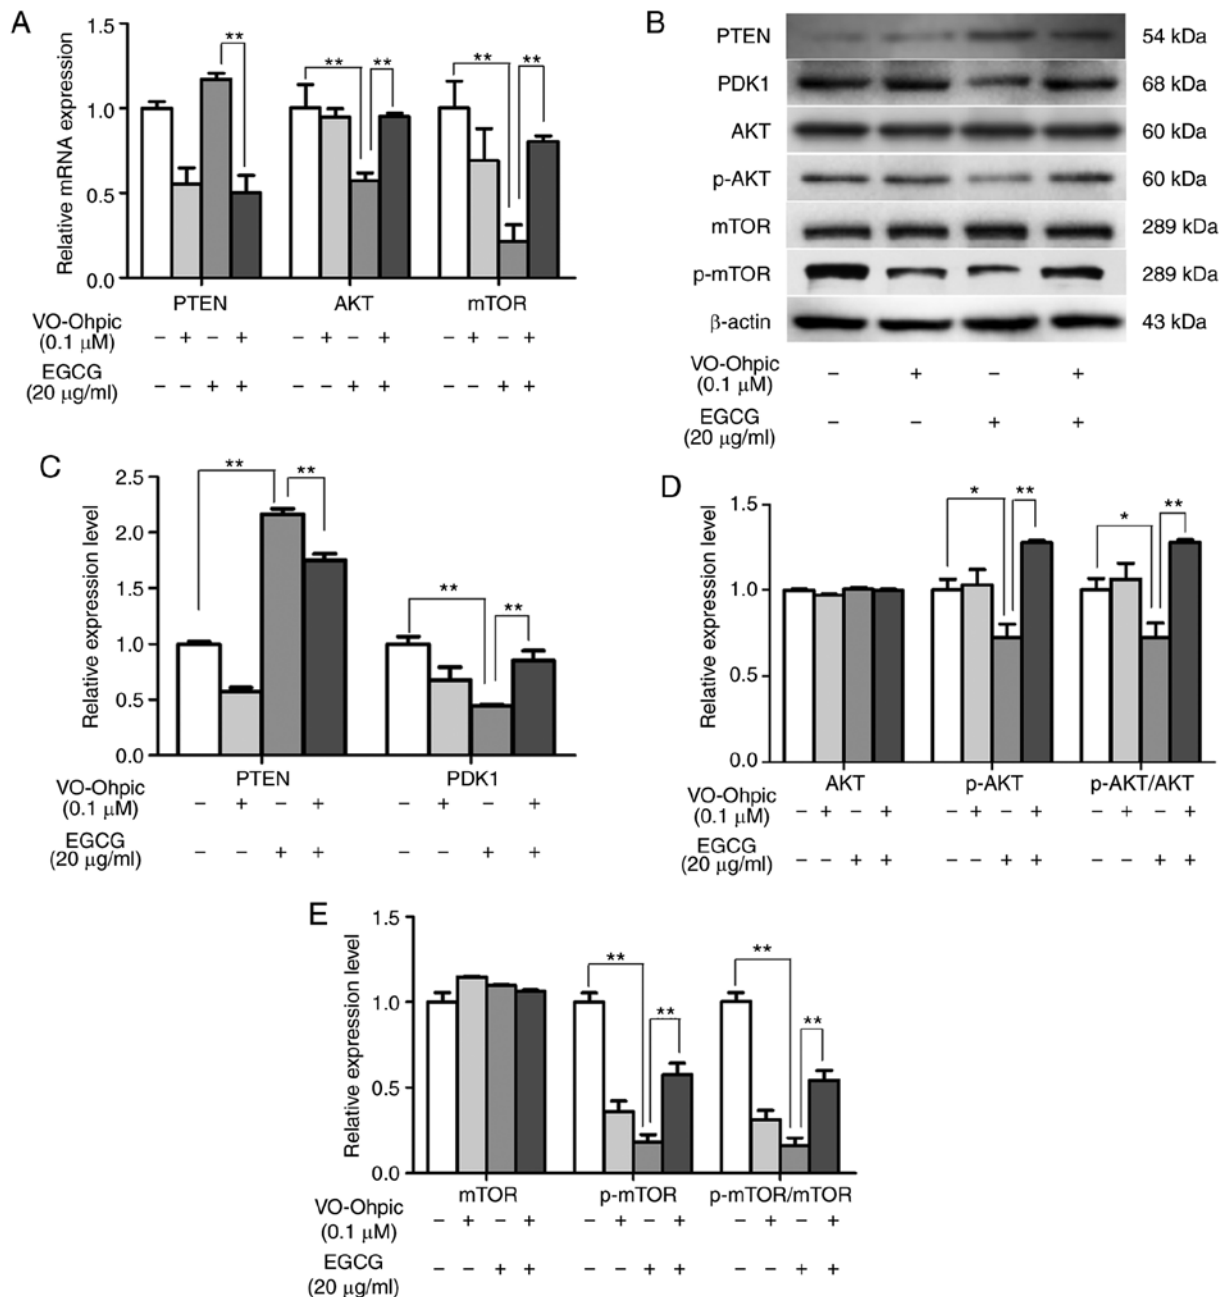 A
Relative mRNA expression
1.5
1.0
0.5
0.0
** ** ** ** **
PTEN AKT mTOR
VO-Ohpic
(0.1 μM)
− + − + − + − + − + − +
EGCG
(20 μg/ml)
− − + + − − + + − − + +
B
PTEN 54 kDa
PDK1 68 kDa
AKT 60 kDa
p-AKT 60 kDa
mTOR 289 kDa
p-mTOR 289 kDa
β-actin 43 kDa
VO-Ohpic
(0.1 μM)
− + − +
EGCG
(20 μg/ml)
− − + +
C
Relative expression level
2.5
2.0
1.5
1.0
0.5
0.0
** ** ** **
PTEN PDK1
VO-Ohpic
(0.1 μM)
− + − + − + − +
EGCG
(20 μg/ml)
− − + + − − + +
D
Relative expression level
1.5
1.0
0.5
0.0
* ** * **
AKT p-AKT p-AKT/AKT
VO-Ohpic
(0.1 μM)
− + − + − + − + − + − +
EGCG
(20 μg/ml)
− − + + − − + + − − + +
E
Relative expression level
1.5
1.0
0.5
0.0
** ** ** **
mTOR p-mTOR p-mTOR/mTOR
VO-Ohpic
(0.1 μM)
− + − + − + − + − + − +
EGCG
(20 μg/ml)
− − + + − − + + − − + +